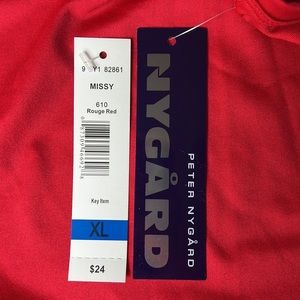 82861
MISSY
610
Rouge Red
Key Item
XL
$24
NYGÅRD
PETER NYGÅRD